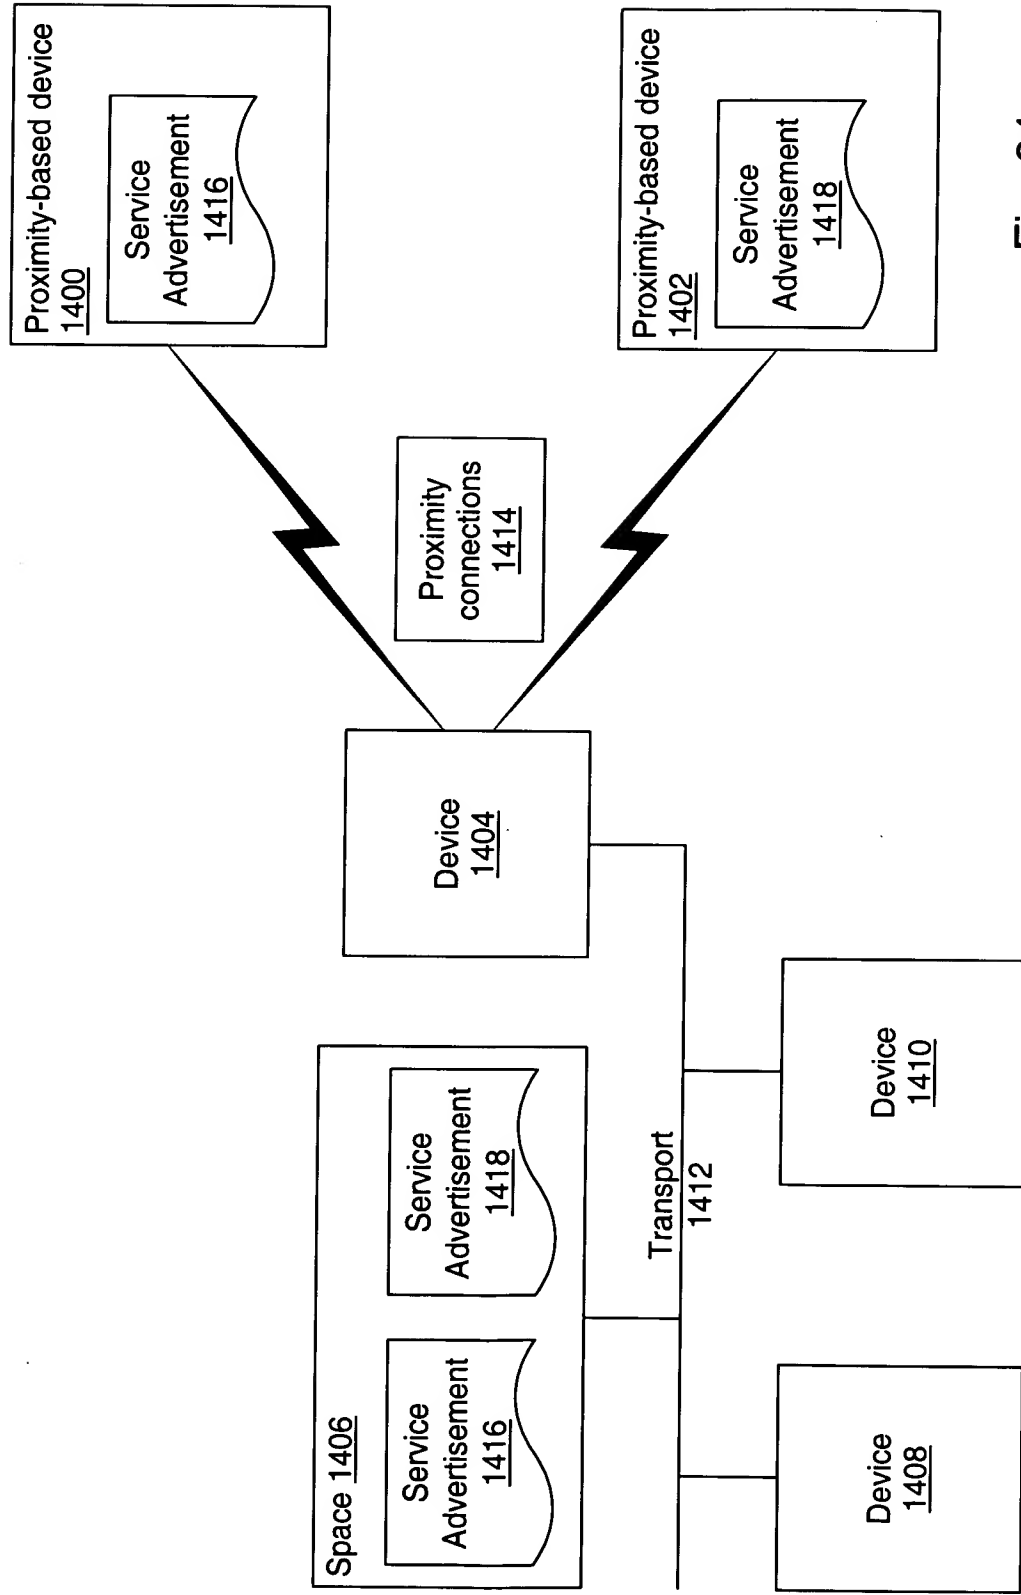 Proximity-based device
1400
Service
Advertisement
1416
Proximity-based device
1402
Service
Advertisement
1418
Proximity
connections
1414
Device
1404
Space 1406
Service
Advertisement
1416
Service
Advertisement
1418
Transport
1412
Device
1408
Device
1410